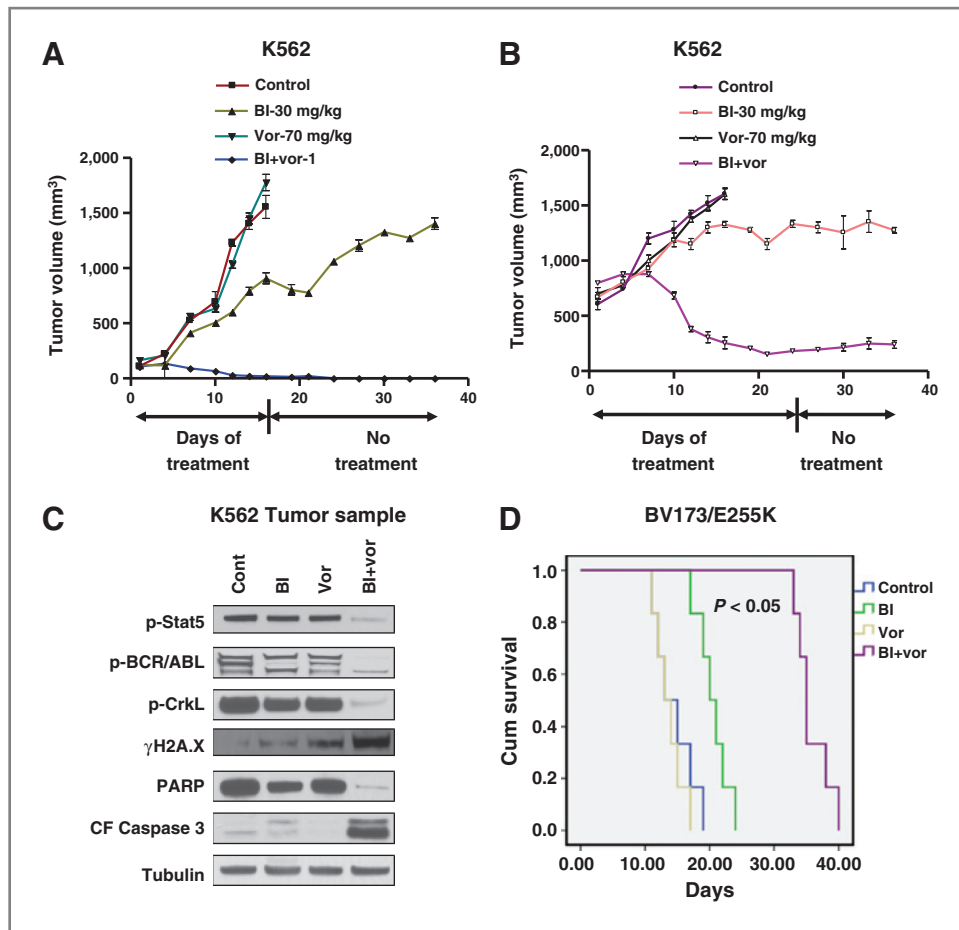 A
K562
Control
BI-30 mg/kg
Vor-70 mg/kg
BI+vor-1
Tumor volume (mm³)
2,000
1,500
1,000
500
0
0
10
20
30
40
Days of
treatment
No
treatment
B
K562
Control
BI-30 mg/kg
Vor-70 mg/kg
BI+vor
Tumor volume (mm³)
2,000
1,500
1,000
500
0
0
10
20
30
40
Days of
treatment
No
treatment
C
K562 Tumor sample
Cont
BI
Vor
BI+vor
p-Stat5
p-BCR/ABL
p-CrkL
γH2A.X
PARP
CF Caspase 3
Tubulin
D
BV173/E255K
P < 0.05
Control
BI
Vor
BI+vor
Cum survival
1.0
0.8
0.6
0.4
0.2
0.0
0.00
10.00
20.00
30.00
40.00
Days